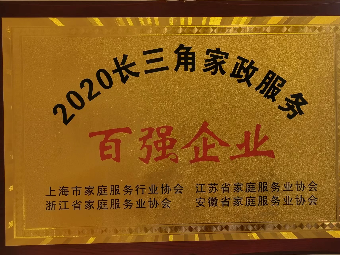 2020长三角家政服务
百强企业
上海市家庭服务行业协会 江苏省家庭服务业协会
浙江省家庭服务业协会 安徽省家庭服务业协会